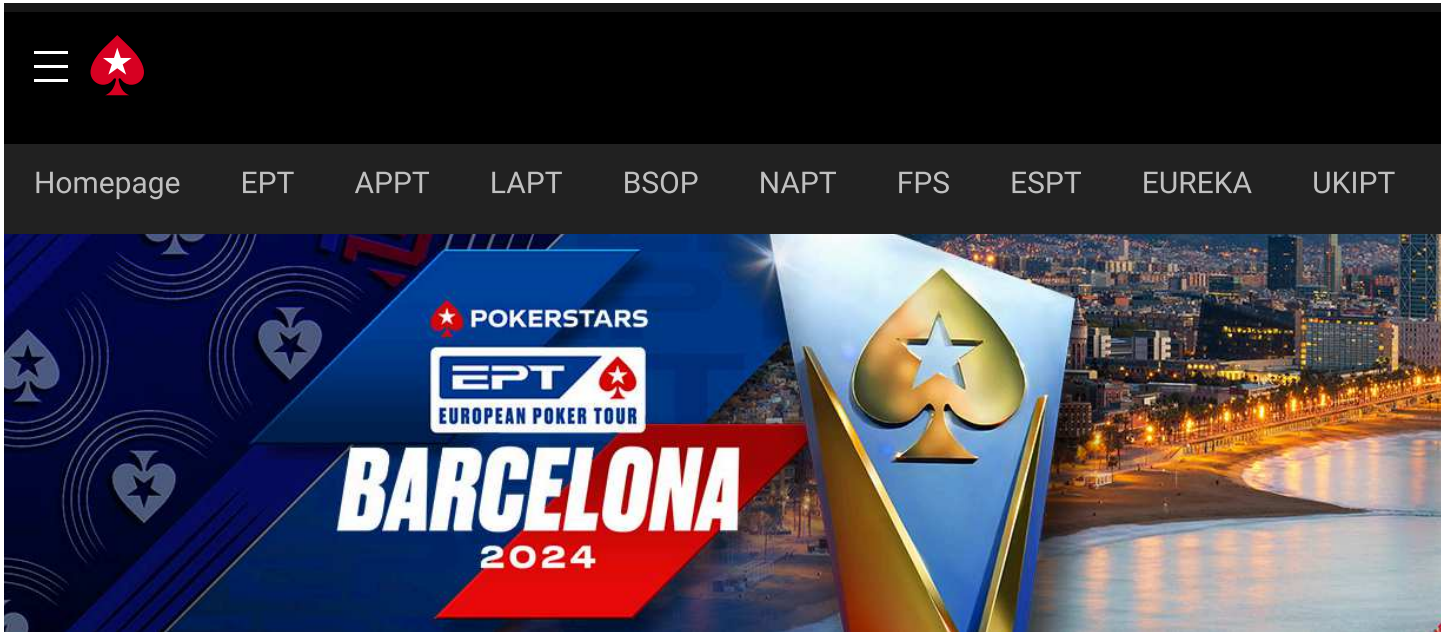 Homepage EPT APPT LAPT BSOP NAPT FPS ESPT EUREKA UKIPT
POKERSTARS
EPT
EUROPEAN POKER TOUR
BARCELONA
2024